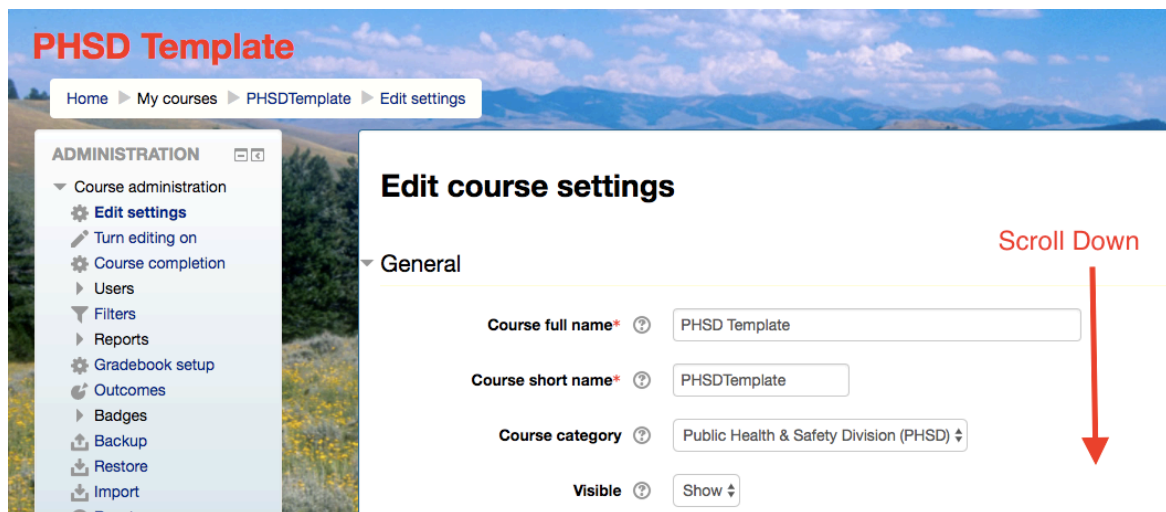 PHSD Template
Home My courses PHSDTemplate Edit settings
ADMINISTRATION
Course administration
Edit settings
Turn editing on
Course completion
Users
Filters
Reports
Gradebook setup
Outcomes
Badges
Backup
Restore
Import
Edit course settings
Scroll Down
General
Course full name* PHSD Template
Course short name* PHSDTemplate
Course category Public Health & Safety Division (PHSD)
Visible Show